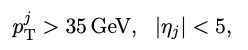 p_T^j > 35 GeV, |η_j| < 5,